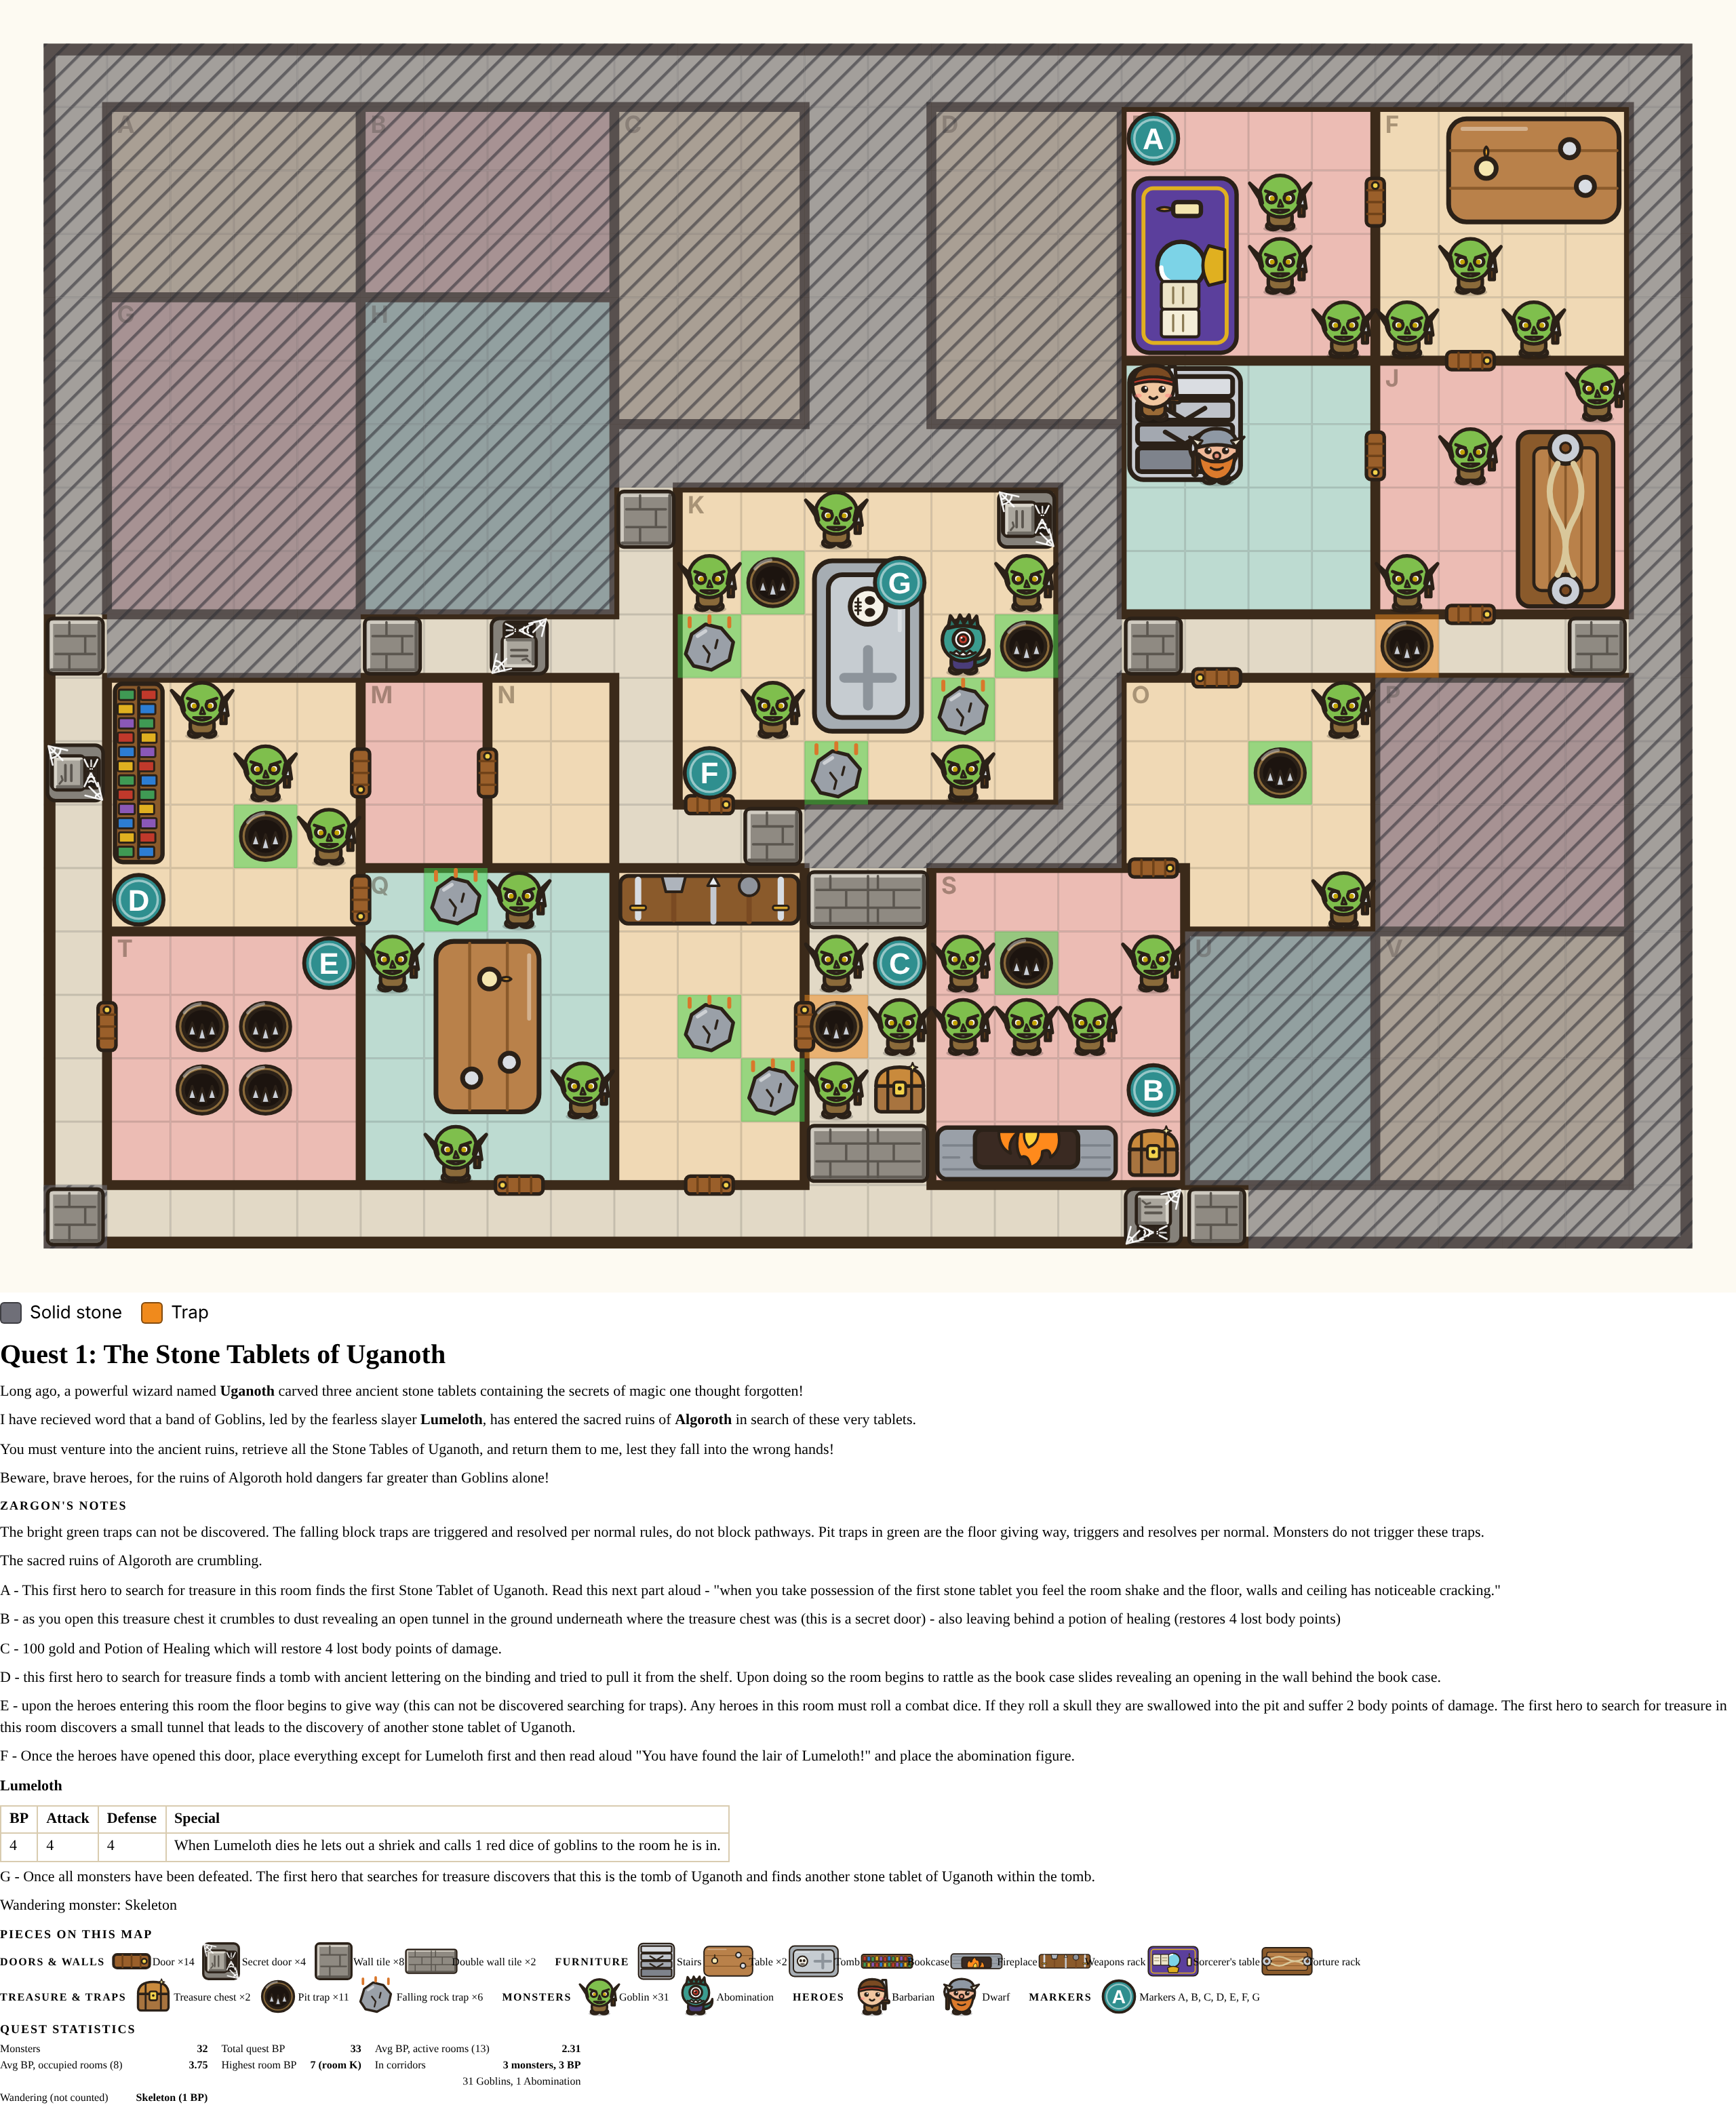 A
B
C
D
A
F
G
H
J
K
G
M
N
O
P
F
D
Q
S
T
E
C
U
V
B
Solid stone
Trap
Quest 1: The Stone Tablets of Uganoth
Long ago, a powerful wizard named Uganoth carved three ancient stone tablets containing the secrets of magic one thought forgotten!
I have recieved word that a band of Goblins, led by the fearless slayer Lumeloth, has entered the sacred ruins of Algoroth in search of these very tablets.
You must venture into the ancient ruins, retrieve all the Stone Tables of Uganoth, and return them to me, lest they fall into the wrong hands!
Beware, brave heroes, for the ruins of Algoroth hold dangers far greater than Goblins alone!
ZARGON'S NOTES
The bright green traps can not be discovered. The falling block traps are triggered and resolved per normal rules, do not block pathways. Pit traps in green are the floor giving way, triggers and resolves per normal. Monsters do not trigger these traps.
The sacred ruins of Algoroth are crumbling.
A - This first hero to search for treasure in this room finds the first Stone Tablet of Uganoth. Read this next part aloud - "when you take possession of the first stone tablet you feel the room shake and the floor, walls and ceiling has noticeable cracking."
B - as you open this treasure chest it crumbles to dust revealing an open tunnel in the ground underneath where the treasure chest was (this is a secret door) - also leaving behind a potion of healing (restores 4 lost body points)
C - 100 gold and Potion of Healing which will restore 4 lost body points of damage.
D - this first hero to search for treasure finds a tomb with ancient lettering on the binding and tried to pull it from the shelf. Upon doing so the room begins to rattle as the book case slides revealing an opening in the wall behind the book case.
E - upon the heroes entering this room the floor begins to give way (this can not be discovered searching for traps). Any heroes in this room must roll a combat dice. If they roll a skull they are swallowed into the pit and suffer 2 body points of damage. The first hero to search for treasure in
this room discovers a small tunnel that leads to the discovery of another stone tablet of Uganoth.
F - Once the heroes have opened this door, place everything except for Lumeloth first and then read aloud "You have found the lair of Lumeloth!" and place the abomination figure.
Lumeloth
BP Attack Defense Special
4 4 4 When Lumeloth dies he lets out a shriek and calls 1 red dice of goblins to the room he is in.
G - Once all monsters have been defeated. The first hero that searches for treasure discovers that this is the tomb of Uganoth and finds another stone tablet of Uganoth within the tomb.
Wandering monster: Skeleton
PIECES ON THIS MAP
DOORS & WALLS Door ×14 Secret door ×4 Wall tile ×8 Double wall tile ×2 FURNITURE Stairs Table ×2 Tomb Bookcase Fireplace Weapons rack Sorcerer's table Torture rack
TREASURE & TRAPS Treasure chest ×2 Pit trap ×11 Falling rock trap ×6 MONSTERS Goblin ×31 Abomination HEROES Barbarian Dwarf MARKERS A Markers A, B, C, D, E, F, G
QUEST STATISTICS
Monsters 32 Total quest BP 33 Avg BP, active rooms (13) 2.31
Avg BP, occupied rooms (8) 3.75 Highest room BP 7 (room K) In corridors 3 monsters, 3 BP
31 Goblins, 1 Abomination
Wandering (not counted) Skeleton (1 BP)